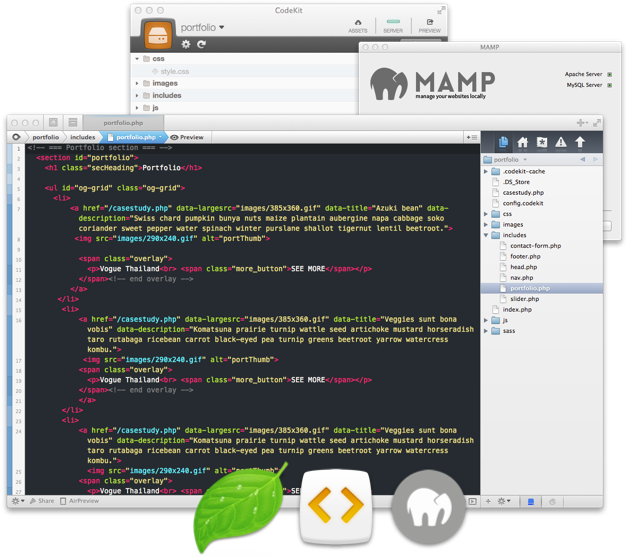 CodeKit
portfolio
ASSETS
SERVER
PREVIEW
css
style.css
images
includes
js
MAMP
MAMP
manage your websites locally
Apache Server
MySQL Server
portfolio.php
portfolio
includes
portfolio.php
Preview
1 <!-- === Portfolio section === -->
2 <section id="portfolio">
3 <h1 class="secHeading">Portfolio</h1>
4
5 <ul id="og-grid" class="og-grid">
6 <li>
7 <a href="/casestudy.php" data-largesrc="images/385x360.gif" data-title="Azuki bean" data-
description="Swiss chard pumpkin bunya nuts maize plantain aubergine napa cabbage soko
coriander sweet pepper water spinach winter purslane shallot tigernut lentil beetroot.">
8 <img src="images/290x240.gif" alt="portThumb">
9
10 <span class="overlay">
11 <p>Vogue Thailand<br> <span class="more_button">SEE MORE</span></p>
12 </span><!-- end overlay -->
13 </a>
14 </li>
15 <li>
16 <a href="/casestudy.php" data-largesrc="images/385x360.gif" data-title="Veggies sunt bona
vobis" data-description="Komatsuna prairie turnip wattle seed artichoke mustard horseradish
taro rutabaga ricebean carrot black-eyed pea turnip greens beetroot yarrow watercress
kombu.">
17 <img src="images/290x240.gif" alt="portThumb">
18 <span class="overlay">
19 <p>Vogue Thailand<br> <span class="more_button">SEE MORE</span></p>
20 </span><!-- end overlay -->
21 </a>
22 </li>
23 <li>
24 <a href="/casestudy.php" data-largesrc="images/385x360.gif" data-title="Veggies sunt bona
vobis" data-description="Komatsuna prairie turnip wattle seed artichoke mustard horseradish
taro rutabaga ricebean carrot black-eyed pea turnip greens beetroot yarrow watercress
kombu.">
25 <img src="images/290x240.gif"
26 <span class="overlay">
27 <p>Vogue Thailand<br> <span
Share
AirPreview
portfolio
.codekit-cache
.DS_Store
casestudy.php
config.codekit
css
images
includes
contact-form.php
footer.php
head.php
nav.php
portfolio.php
slider.php
index.php
js
sass